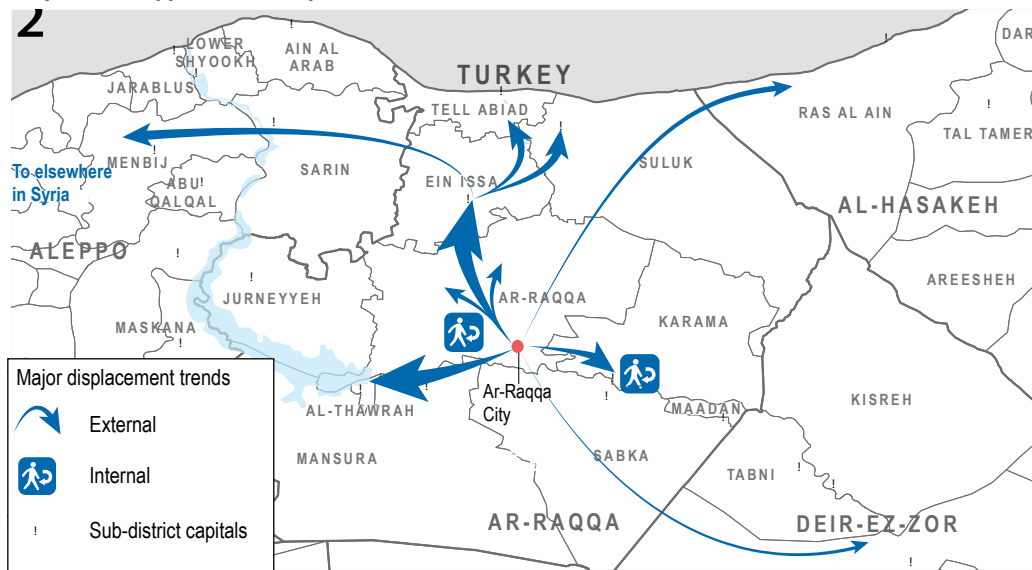 2
LOWER
SHYOOKH
AIN AL
ARAB
TURKEY
DAR
JARABLUS
TELL ABIAD
RAS AL AIN
TAL TAMER
MENBIJ
To elsewhere
in Syria
SARIN
EIN ISSA
SULUK
ABU
QALQAL
AL-HASAKEH
ALEPPO
JURNEYYEH
AR-RAQQA
AREESHEH
MASKANA
KARAMA
Major displacement trends
External
Internal
Sub-district capitals
Ar-Raqqa
City
AL-THAWRAH
MAADAN
KISREH
MANSURA
SABKA
TABNI
AR-RAQQA
DEIR-EZ-ZOR